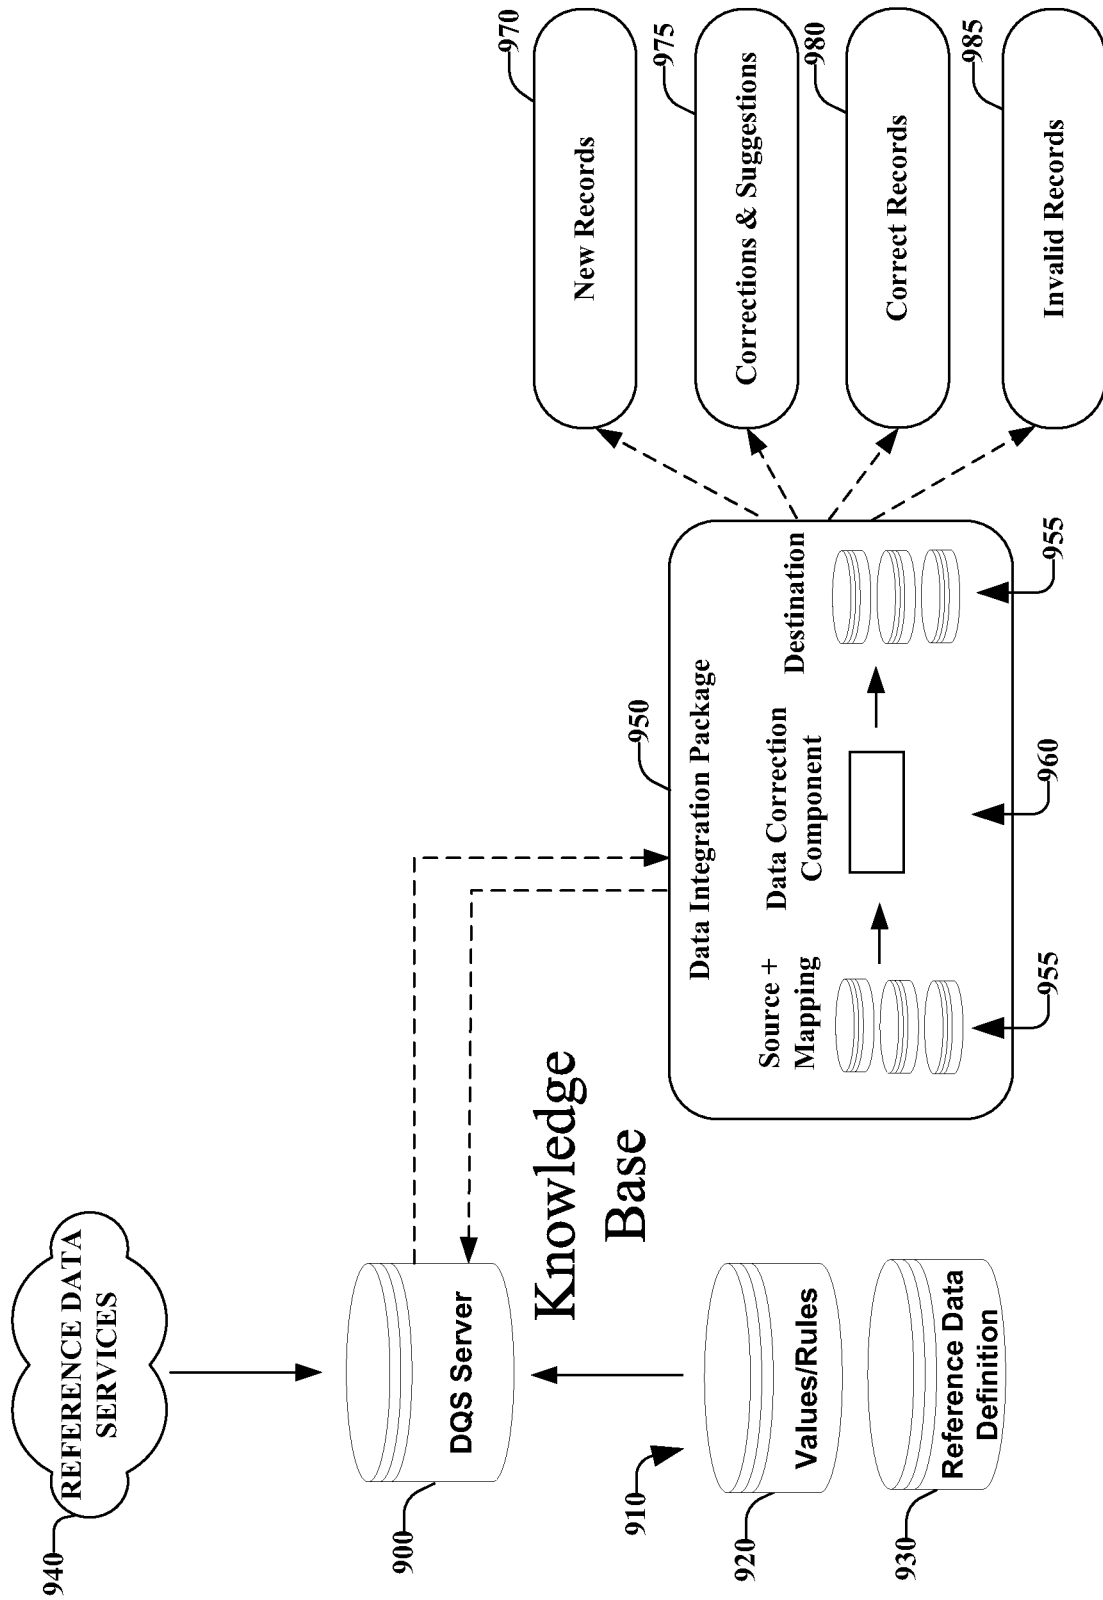 940
REFERENCE DATA
SERVICES
900
DQS Server
Knowledge
Base
910
920
Values/Rules
930
Reference Data
Definition
950
Data Integration Package
Source +
Mapping
955
Data Correction
Component
960
Destination
955
970
New Records
975
Corrections & Suggestions
980
Correct Records
985
Invalid Records